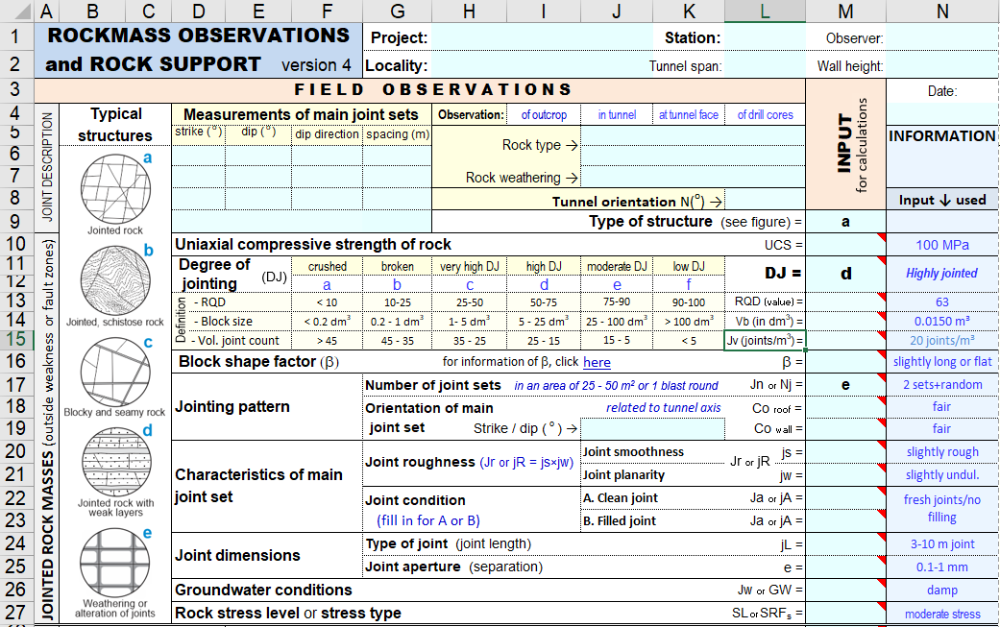 A B C D E F G H I J K L M N
1 ROCKMASS OBSERVATIONS Project: Station: Observer:
2 and ROCK SUPPORT version 4 Locality: Tunnel span: Wall height:
3 FIELD OBSERVATIONS Date:
INPUT
for calculations
4 Typical Measurements of main joint sets Observation: of outcrop in tunnel at tunnel face of drill cores
5 structures strike (°) dip (°) dip direction spacing (m) INFORMATION
6 Rock type →
7 Rock weathering →
8 Tunnel orientation N(°) → Input ↓ used
9 Type of structure (see figure) = a
JOINT DESCRIPTION
a
Jointed rock
b
Jointed, schistose rock
c
Blocky and seamy rock
d
Jointed rock with
weak layers
e
Weathering or
alteration of joints
JOINTED ROCK MASSES (outside weakness or fault zones)
10 Uniaxial compressive strength of rock UCS = 100 MPa
11 Degree of crushed broken very high DJ high DJ moderate DJ low DJ
(DJ) DJ = d Highly jointed
12 jointing a b c d e f
Definition
13 - RQD < 10 10-25 25-50 50-75 75-90 90-100 RQD (value) = 63
14 - Block size < 0.2 dm³ 0.2 - 1 dm³ 1- 5 dm³ 5 - 25 dm³ 25 - 100 dm³ > 100 dm³ Vb (in dm³) = 0.0150 m³
15 - Vol. joint count > 45 45 - 35 35 - 25 25 - 15 15 - 5 < 5 Jv (joints/m³) = 20 joints/m³
16 Block shape factor (β) for information of β, click here β = slightly long or flat
17 Number of joint sets in an area of 25 - 50 m² or 1 blast round Jn or Nj = e 2 sets+random
18 Jointing pattern Orientation of main related to tunnel axis Co roof = fair
19 joint set Strike / dip (°) → Co wall = fair
20 Joint smoothness js = slightly rough
Joint roughness (Jr or jR = js×jw) Jr or jR
21 Characteristics of main Joint planarity jw = slightly undul.
22 joint set Joint condition A. Clean joint Ja or jA = fresh joints/no
23 (fill in for A or B) B. Filled joint Ja or jA = filling
24 Type of joint (joint length) jL = 3-10 m joint
Joint dimensions
25 Joint aperture (separation) e = 0.1-1 mm
26 Groundwater conditions Jw or GW = damp
27 Rock stress level or stress type SL or SRFs = moderate stress